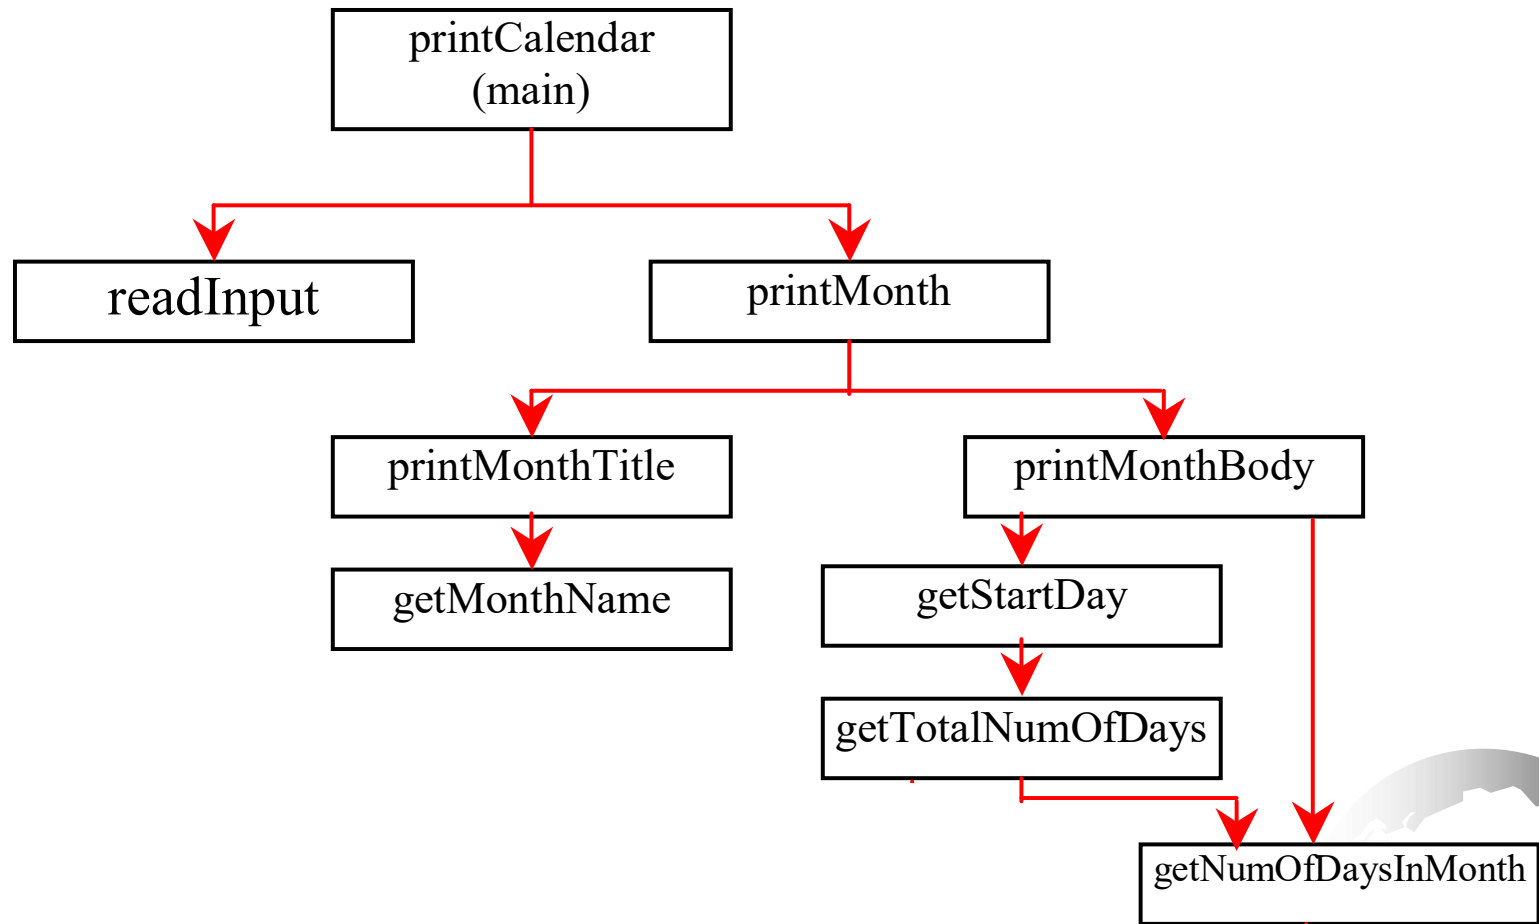 printCalendar
(main)
readInput
printMonth
printMonthTitle
printMonthBody
getMonthName
getStartDay
getTotalNumOfDays
getNumOfDaysInMonth